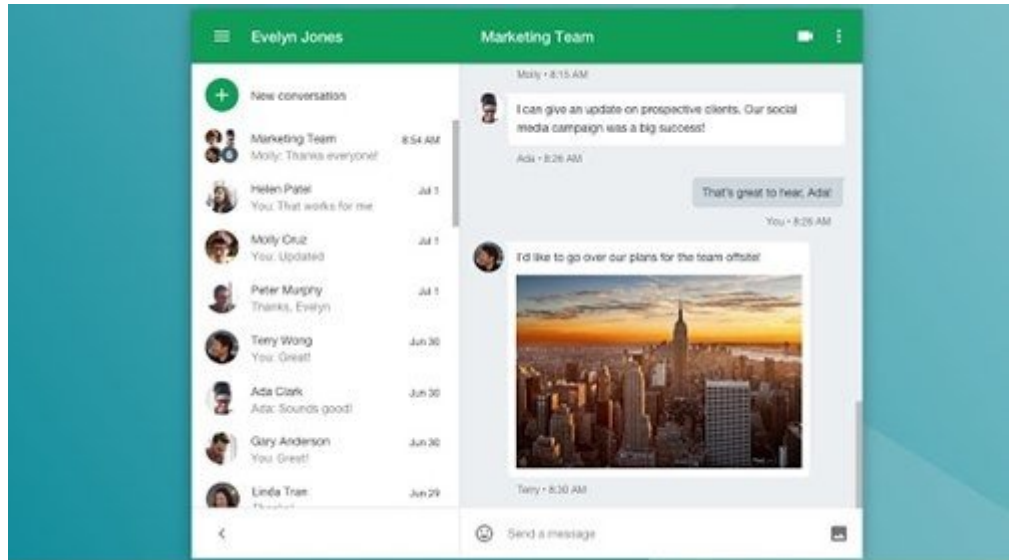 Evelyn Jones
Marketing Team
New conversation
Marketing Team
8:54 AM
Molly: Thanks everyone!
Helen Patel
Jul 1
You: That works for me
Molly Cruz
Jul 1
You: Updated
Peter Murphy
Jul 1
Thanks, Evelyn
Terry Wong
Jun 30
You: Great!
Ada Clark
Jun 30
Ada: Sounds good!
Gary Anderson
Jun 30
You: Great!
Linda Tran
Jun 29
Molly • 8:15 AM
I can give an update on prospective clients. Our social
media campaign was a big success!
Ada • 8:26 AM
That's great to hear, Ada!
You • 8:26 AM
I'd like to go over our plans for the team offsite!
Terry • 8:30 AM
Send a message